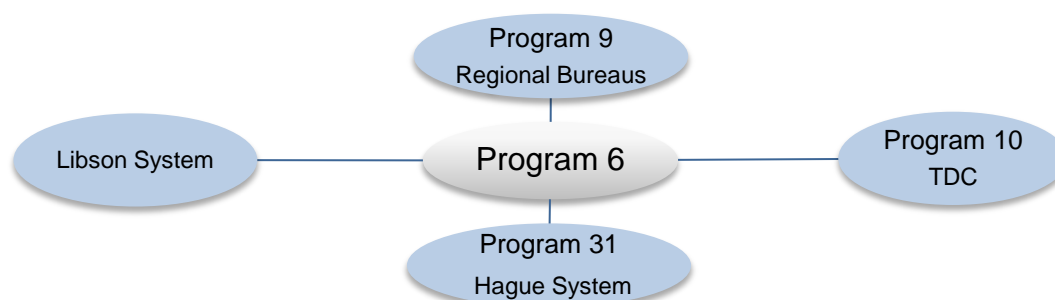 Program 9
Regional Bureaus
Libson System
Program 6
Program 10
TDC
Program 31
Hague System